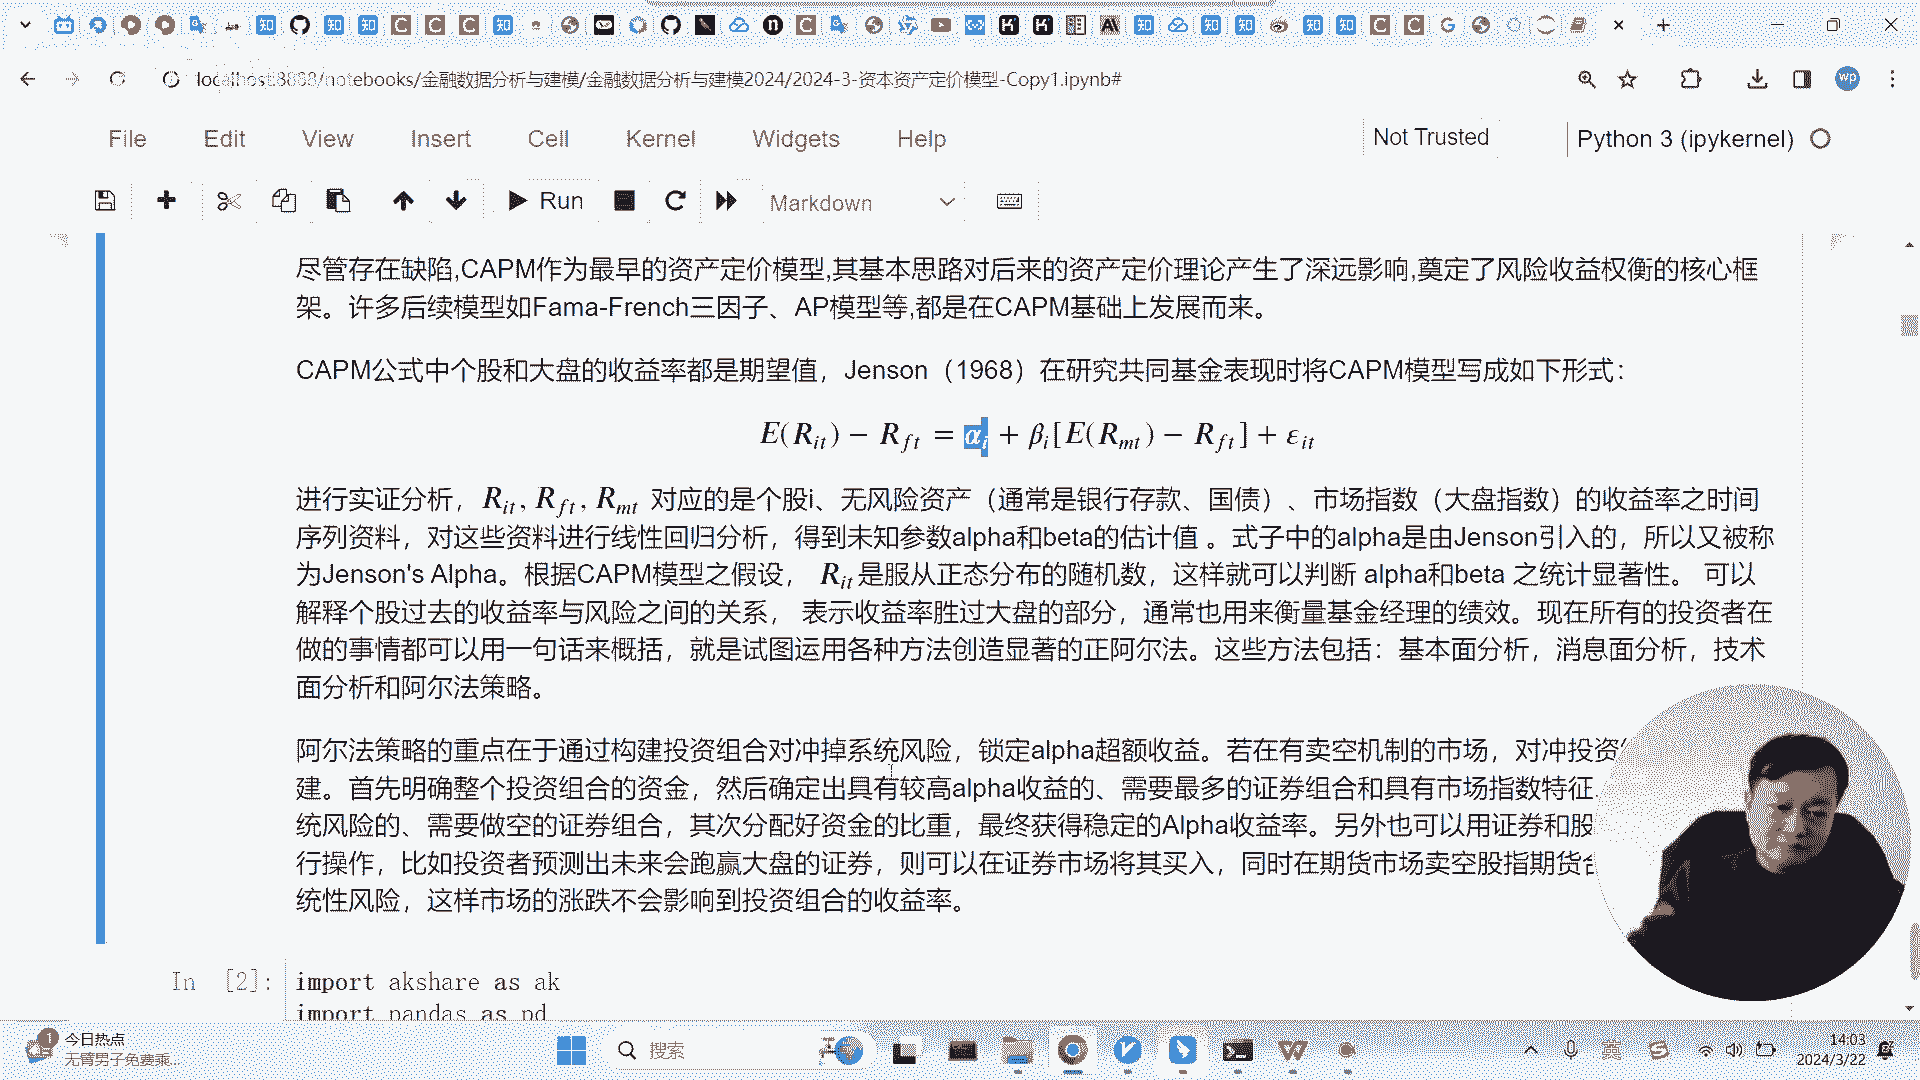 localhost:8888/notebooks/金融数据分析与建模/金融数据分析与建模2024/2024-3-资本资产定价模型-Copy1.ipynb#
wp
File Edit View Insert Cell Kernel Widgets Help Not Trusted Python 3 (ipykernel)
Run Markdown
尽管存在缺陷,CAPM作为最早的资产定价模型,其基本思路对后来的资产定价理论产生了深远影响,奠定了风险收益权衡的核心框
架。许多后续模型如Fama-French三因子、AP模型等,都是在CAPM基础上发展而来。
CAPM公式中个股和大盘的收益率都是期望值，Jenson（1968）在研究共同基金表现时将CAPM模型写成如下形式：
E(R_{it}) − R_{ft} = α_i + β_i[E(R_{mt}) − R_{ft}] + ε_{it}
进行实证分析， R_{it}, R_{ft}, R_{mt} 对应的是个股i、无风险资产（通常是银行存款、国债）、市场指数（大盘指数）的收益率之时间
序列资料，对这些资料进行线性回归分析，得到未知参数alpha和beta的估计值 。式子中的alpha是由Jenson引入的，所以又被称
为Jenson's Alpha。根据CAPM模型之假设， R_{it} 是服从正态分布的随机数，这样就可以判断 alpha和beta 之统计显著性。 可以
解释个股过去的收益率与风险之间的关系， 表示收益率胜过大盘的部分，通常也用来衡量基金经理的绩效。现在所有的投资者在
做的事情都可以用一句话来概括，就是试图运用各种方法创造显著的正阿尔法。这些方法包括：基本面分析，消息面分析，技术
面分析和阿尔法策略。
阿尔法策略的重点在于通过构建投资组合对冲掉系统风险，锁定alpha超额收益。若在有卖空机制的市场，对冲投资
建。首先明确整个投资组合的资金，然后确定出具有较高alpha收益的、需要最多的证券组合和具有市场指数特征
统风险的、需要做空的证券组合，其次分配好资金的比重，最终获得稳定的Alpha收益率。另外也可以用证券和股
行操作，比如投资者预测出未来会跑赢大盘的证券，则可以在证券市场将其买入，同时在期货市场卖空股指期货
统性风险，这样市场的涨跌不会影响到投资组合的收益率。
In [2]: import akshare as ak
import pandas as pd
今日热点
无臂男子免费乘...
搜索
14:03
2024/3/22